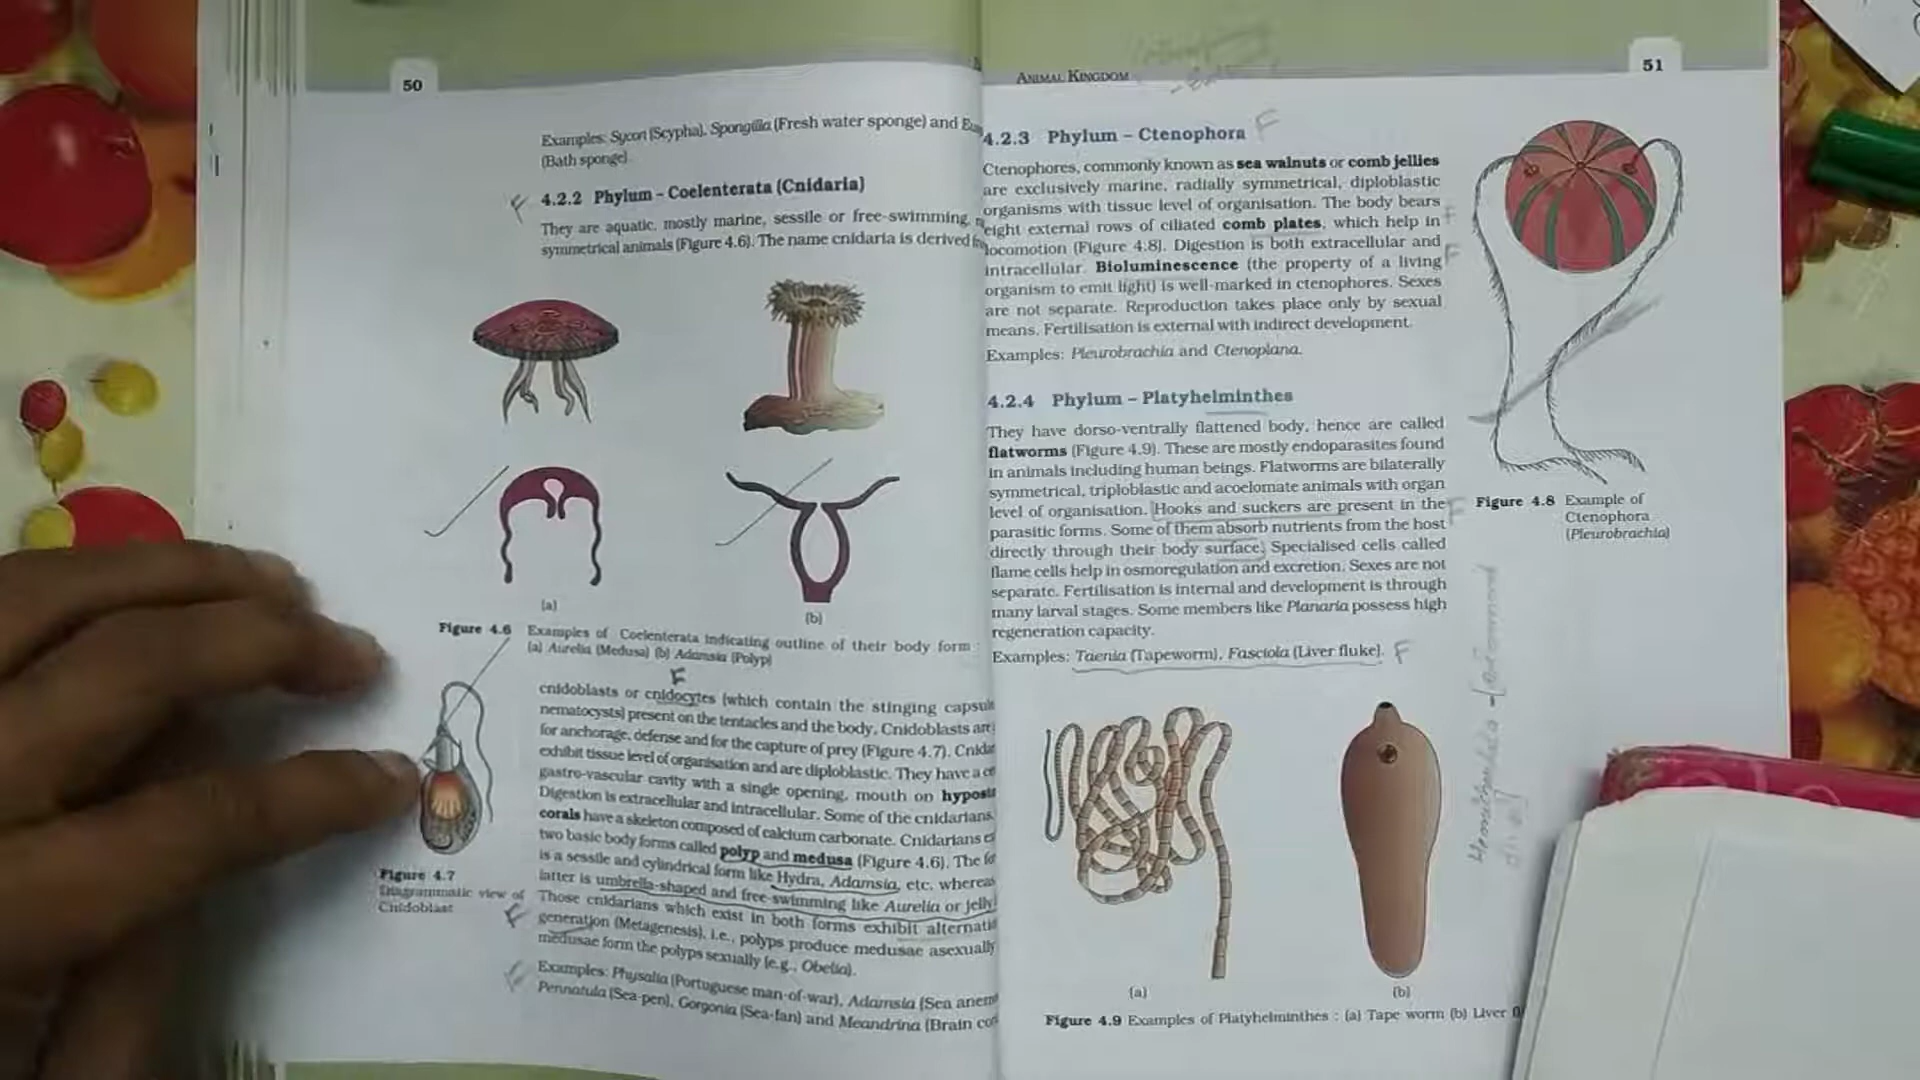 50
Examples: Sycon (Scypha), Spongilla (Fresh water sponge) and
(Bath sponge).
4.2.2 Phylum – Coelenterata (Cnidaria)
F
They are aquatic, mostly marine, sessile or free-swimming,
symmetrical animals (Figure 4.6). The name cnidaria is derived
(a)
(b)
Figure 4.6 Examples of Coelenterata indicating outline of their body form :
(a) Aurelia (Medusa) (b) Adamsia (Polyp)
F
cnidoblasts or cnidocytes (which contain the stinging
nematocysts) present on the tentacles and the body. Cnidoblasts are
for anchorage, defense and for the capture of prey (Figure 4.7).
exhibit tissue level of organisation and are diploblastic. They have a
gastro-vascular cavity with a single opening, mouth on
Digestion is extracellular and intracellular. Some of the cnidarians,
corals have a skeleton composed of calcium carbonate. Cnidarians
two basic body forms called polyp and medusa (Figure 4.6). The
is a sessile and cylindrical form like Hydra, Adamsia, etc. whereas
latter is umbrella-shaped and free-swimming like Aurelia or
Those cnidarians which exist in both forms exhibit
generation (Metagenesis), i.e., polyps produce medusae asexually
medusae form the polyps sexually (e.g., Obelia).
Examples: Physalia (Portuguese man-of-war), Adamsia (Sea
Pennatula (Sea-pen), Gorgonia (Sea-fan) and Meandrina (Brain
Figure 4.7
Diagrammatic view of
Cnidoblast
F
ANIMAL KINGDOM
51
4.2.3 Phylum – Ctenophora F
Ctenophores, commonly known as sea walnuts or comb jellies
are exclusively marine, radially symmetrical, diploblastic
organisms with tissue level of organisation. The body bears
eight external rows of ciliated comb plates, which help in F
locomotion (Figure 4.8). Digestion is both extracellular and
intracellular. Bioluminescence (the property of a living F
organism to emit light) is well-marked in ctenophores. Sexes
are not separate. Reproduction takes place only by sexual
means. Fertilisation is external with indirect development.
Examples: Pleurobrachia and Ctenoplana.
Figure 4.8 Example of
Ctenophora
(Pleurobrachia)
4.2.4 Phylum – Platyhelminthes
They have dorso-ventrally flattened body, hence are called
flatworms (Figure 4.9). These are mostly endoparasites found
in animals including human beings. Flatworms are bilaterally
symmetrical, triploblastic and acoelomate animals with organ
level of organisation. Hooks and suckers are present in the F
parasitic forms. Some of them absorb nutrients from the host
directly through their body surface. Specialised cells called
flame cells help in osmoregulation and excretion. Sexes are not
separate. Fertilisation is internal and development is through
many larval stages. Some members like Planaria possess high
regeneration capacity.
Examples: Taenia (Tapeworm), Fasciola (Liver fluke). F
(a)
(b)
Figure 4.9 Examples of Platyhelminthes : (a) Tape worm (b) Liver